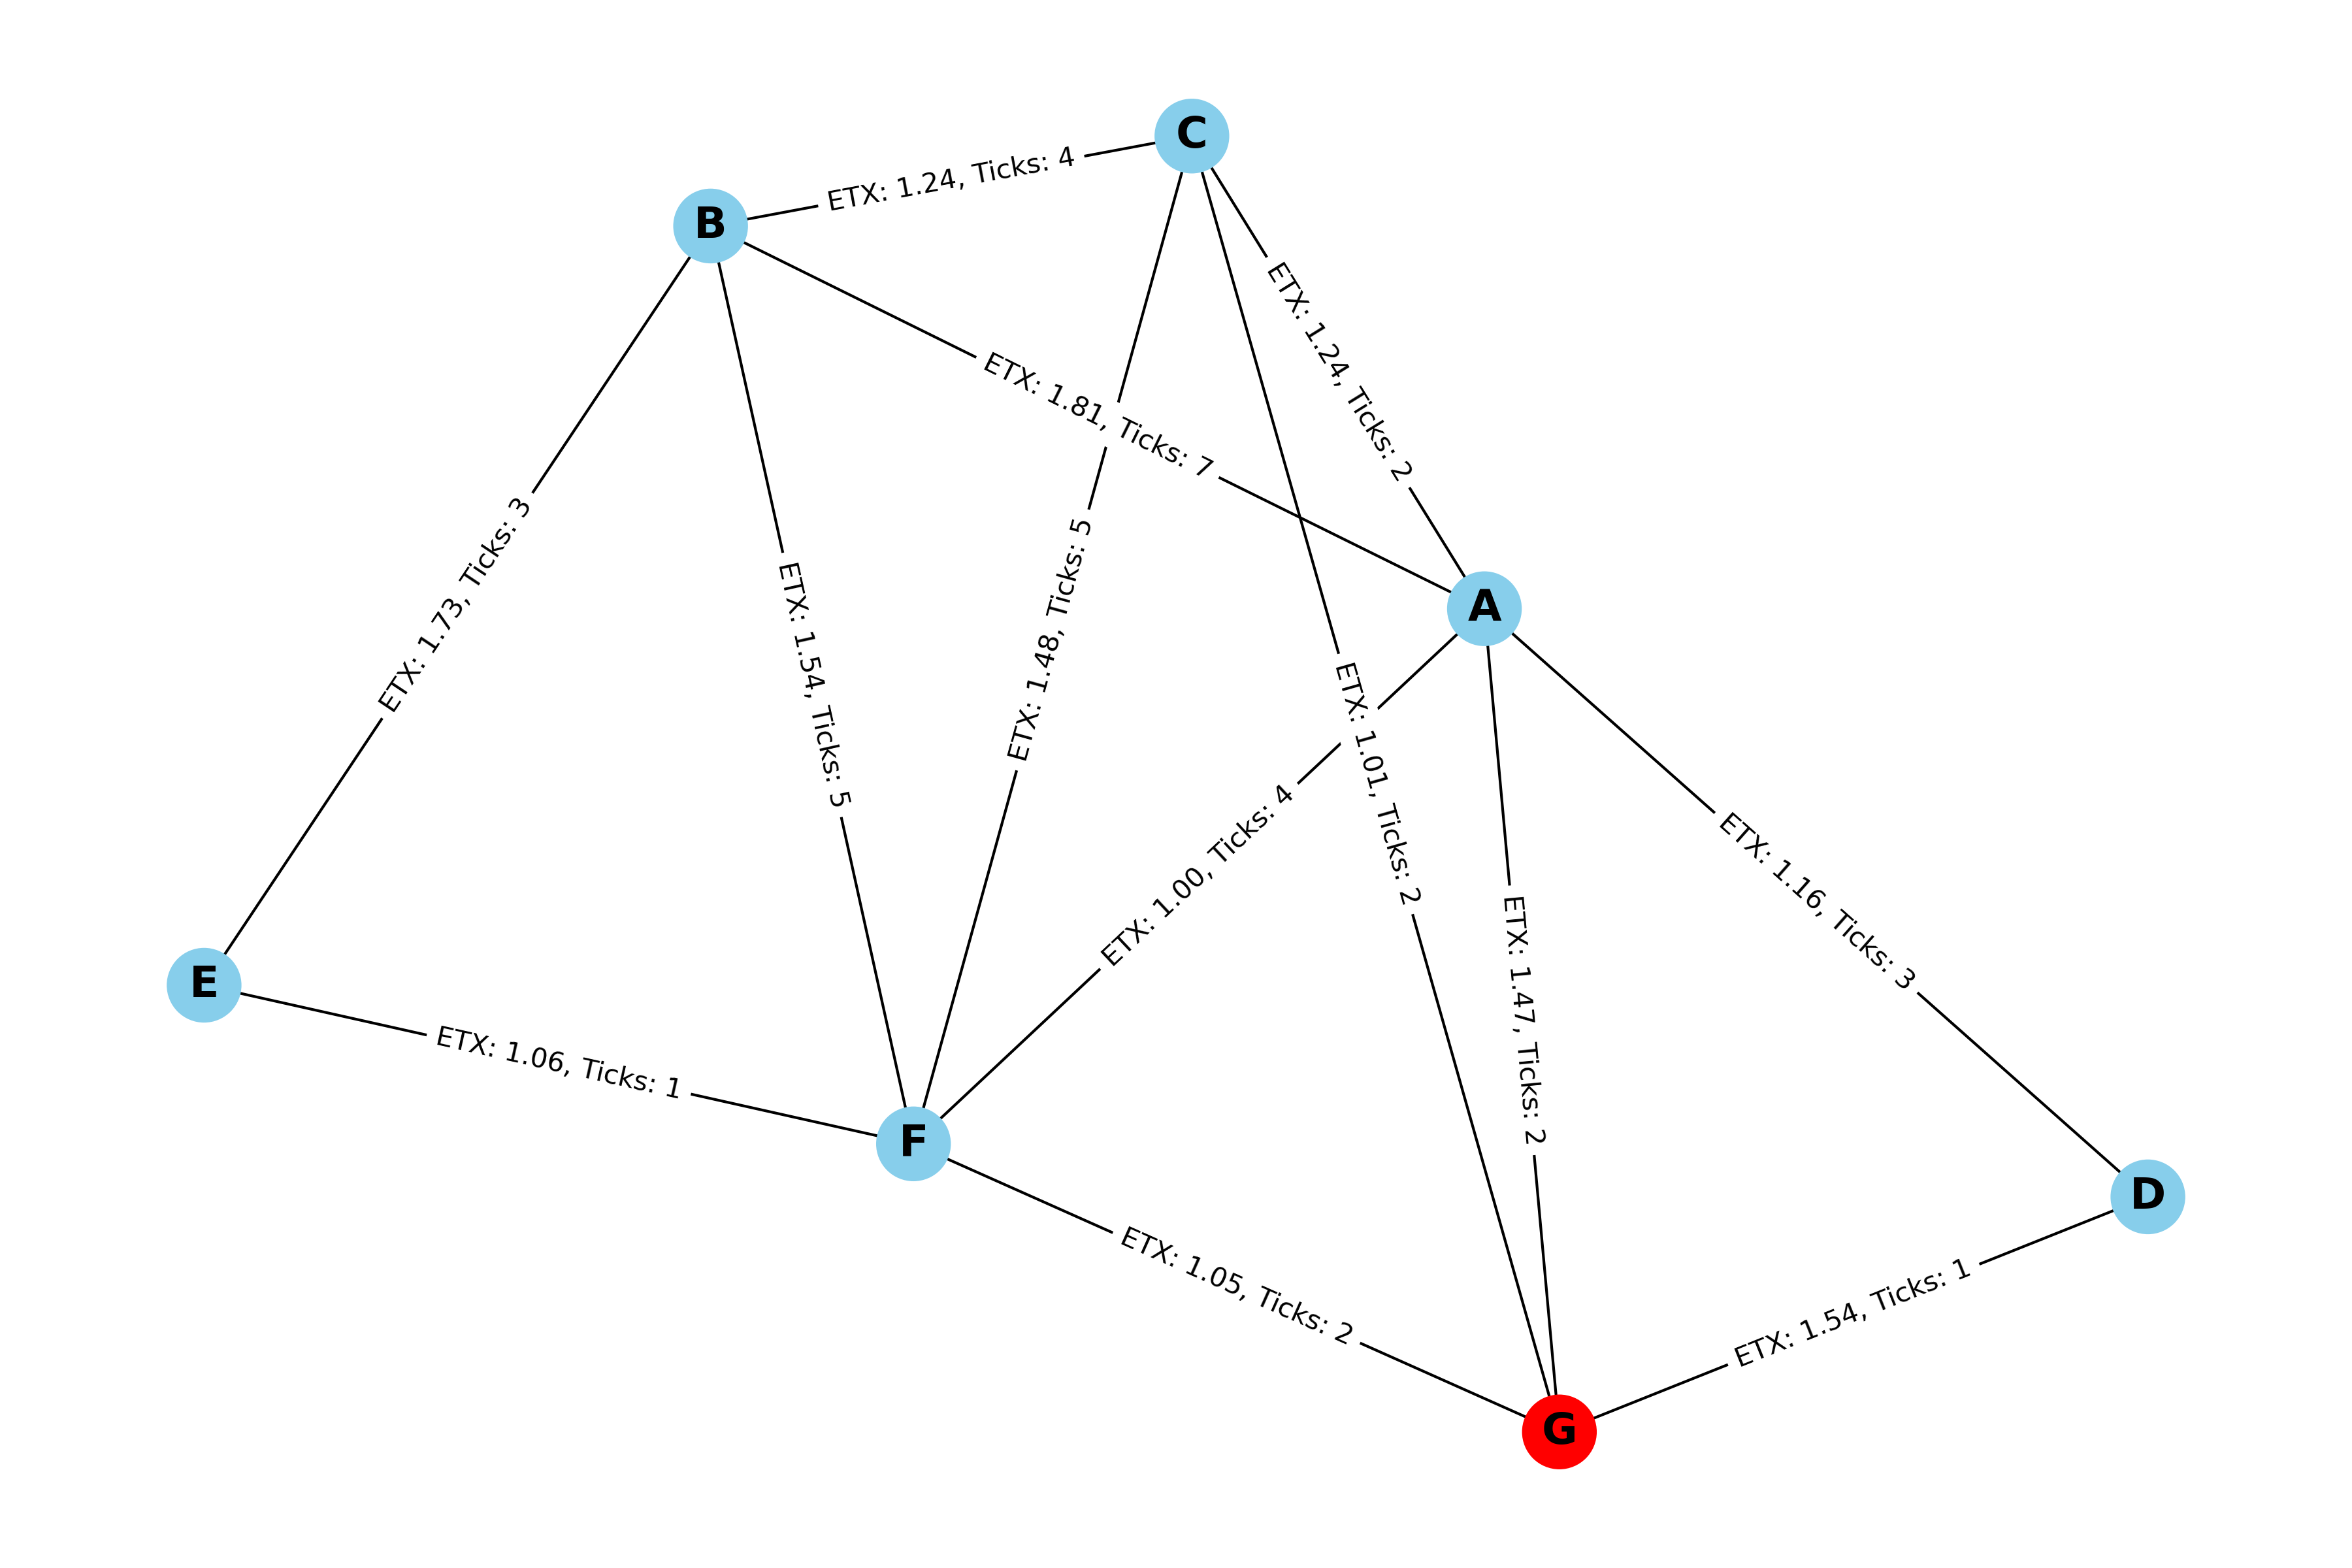 C
ETX: 1.24, Ticks: 4
B
ETX: 1.24, Ticks: 2
ETX: 1.81, Ticks: 7
ETX: 1.73, Ticks: 3
ETX: 1.54, Ticks: 5
ETX: 1.48, Ticks: 5
A
ETX: 1.01, Ticks: 2
ETX: 1.00, Ticks: 4
ETX: 1.16, Ticks: 3
ETX: 1.47, Ticks: 2
E
ETX: 1.06, Ticks: 1
F
D
ETX: 1.05, Ticks: 2
ETX: 1.54, Ticks: 1
G